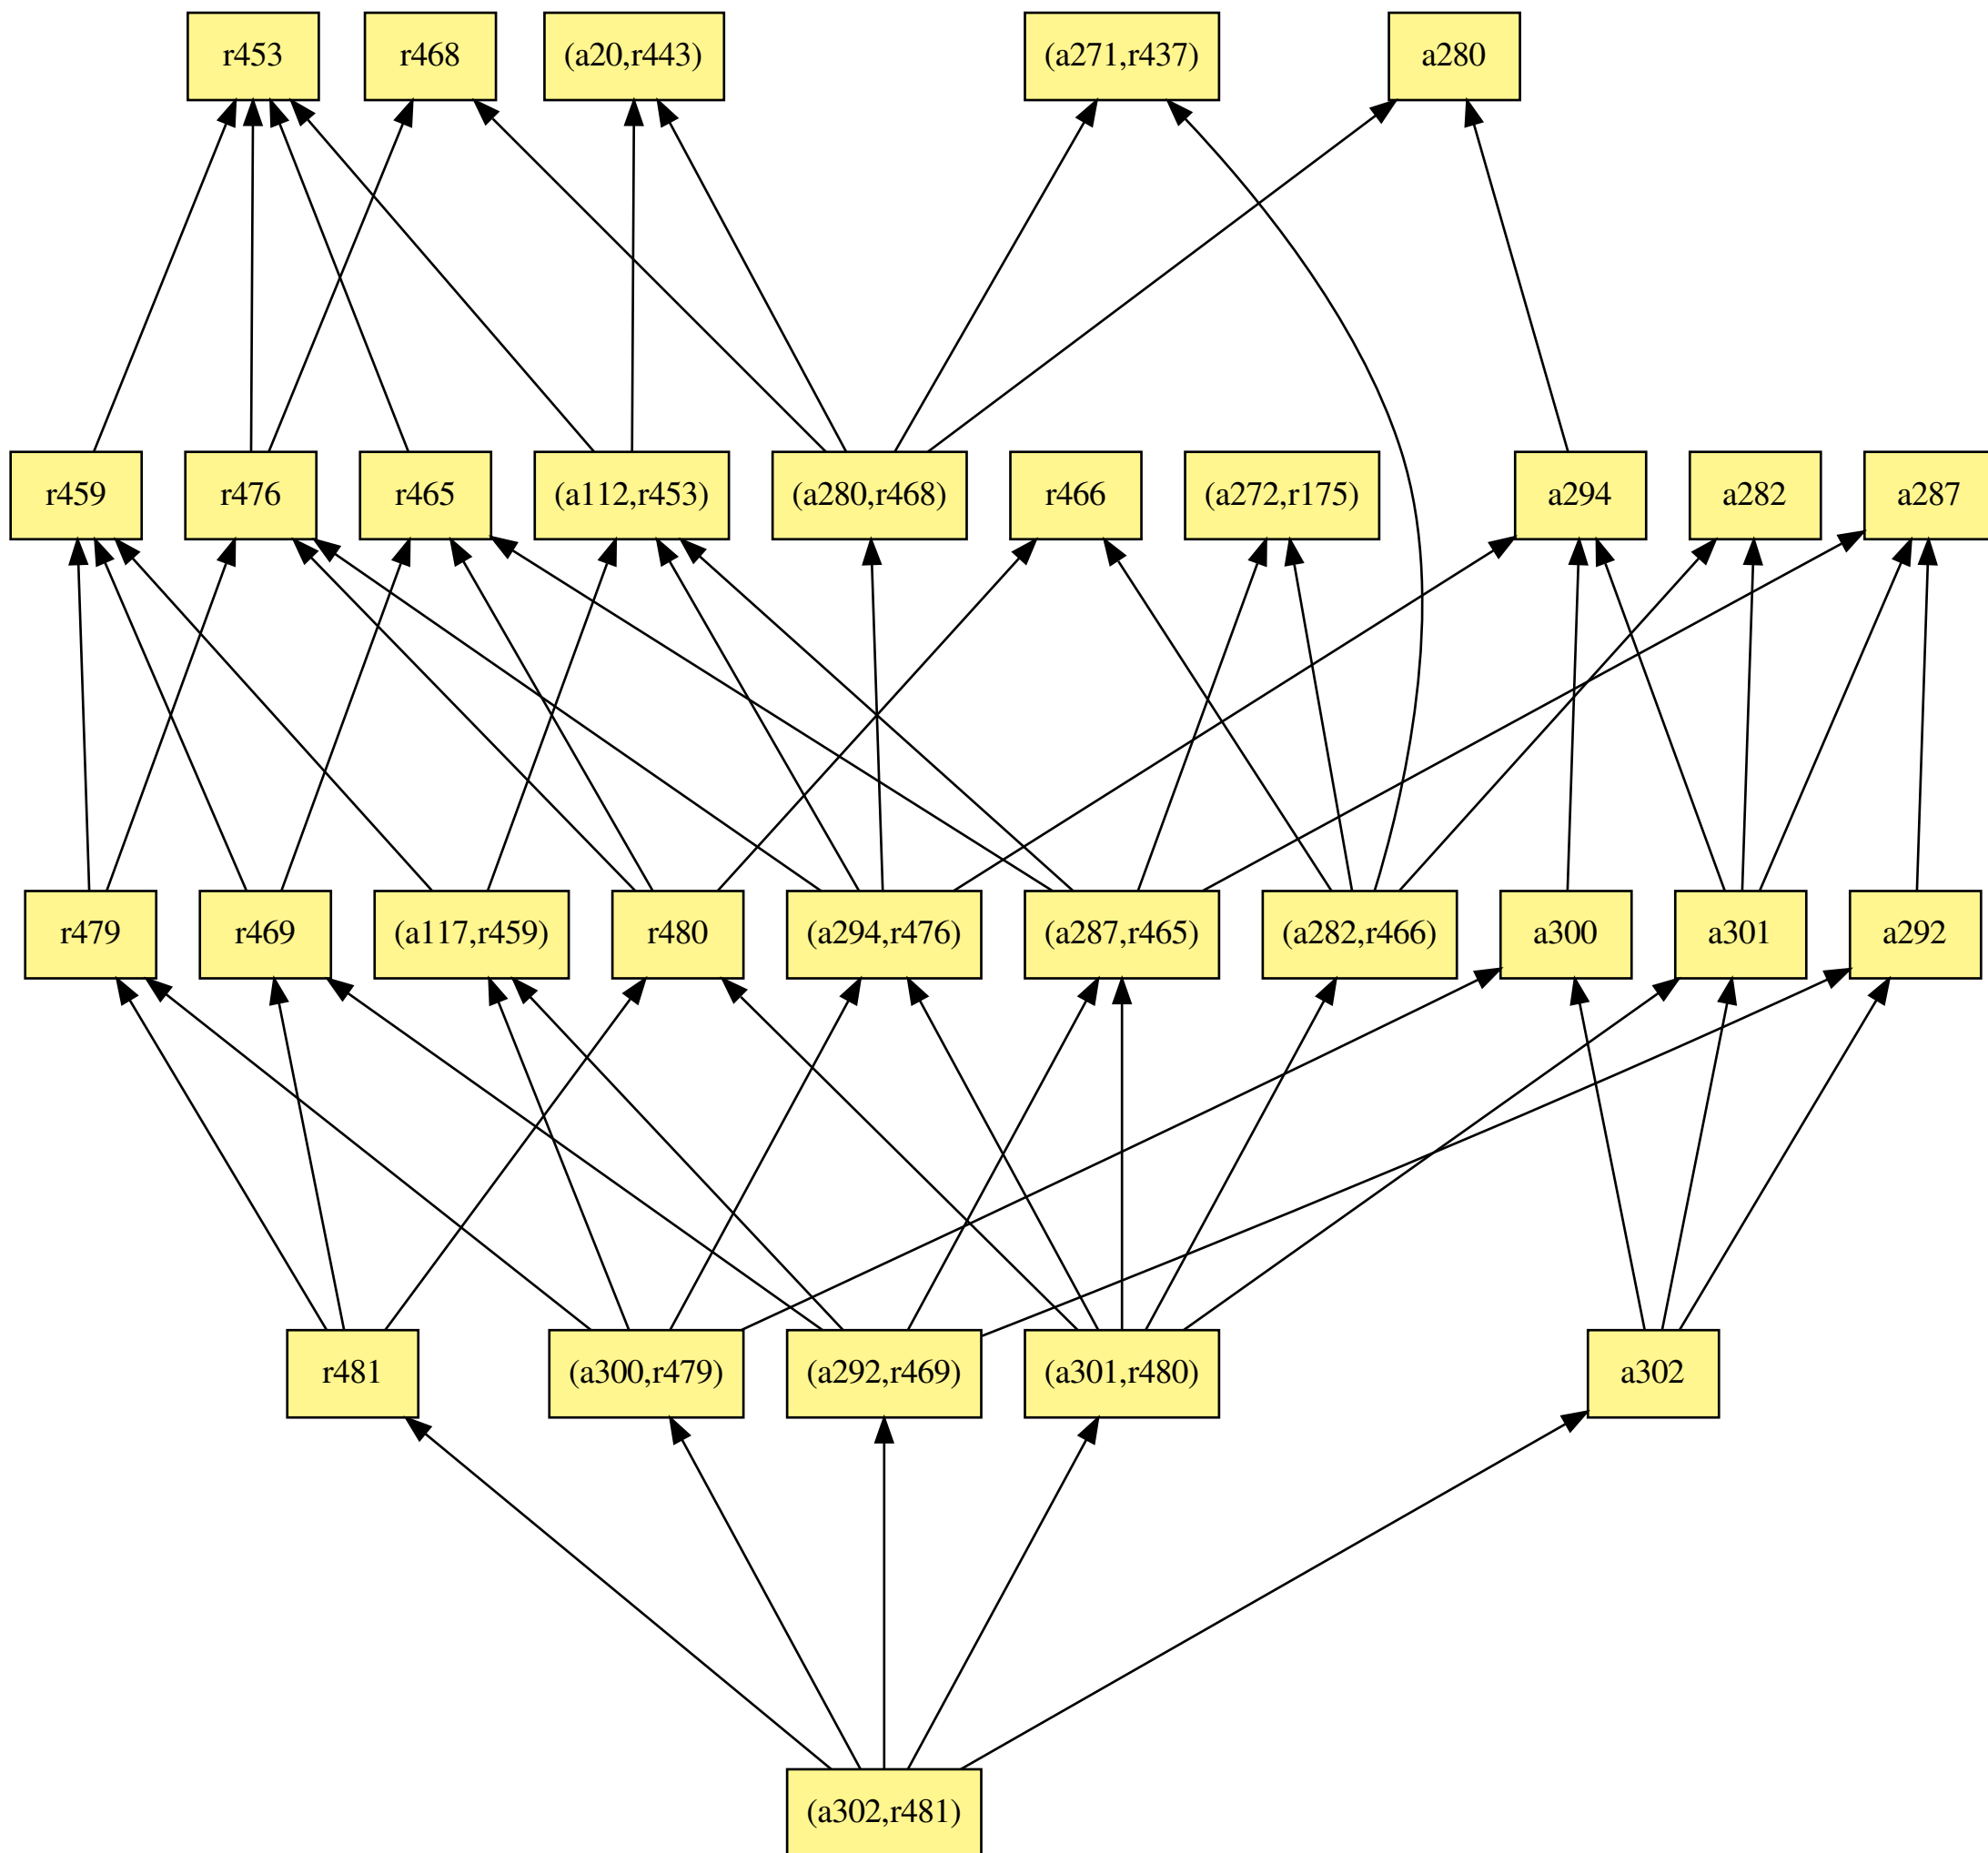 r453
r468
(a20,r443)
(a271,r437)
a280
r459
r476
r465
(a112,r453)
(a280,r468)
r466
(a272,r175)
a294
a282
a287
r479
r469
(a117,r459)
r480
(a294,r476)
(a287,r465)
(a282,r466)
a300
a301
a292
r481
(a300,r479)
(a292,r469)
(a301,r480)
a302
(a302,r481)